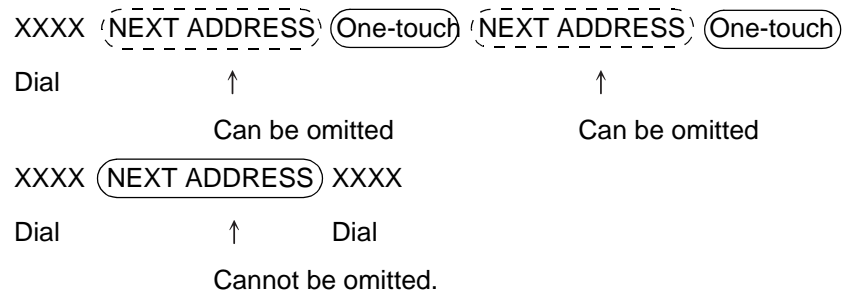 XXXX NEXT ADDRESS One-touch NEXT ADDRESS One-touch
Dial ↑ ↑
Can be omitted Can be omitted
XXXX NEXT ADDRESS XXXX
Dial ↑ Dial
Cannot be omitted.